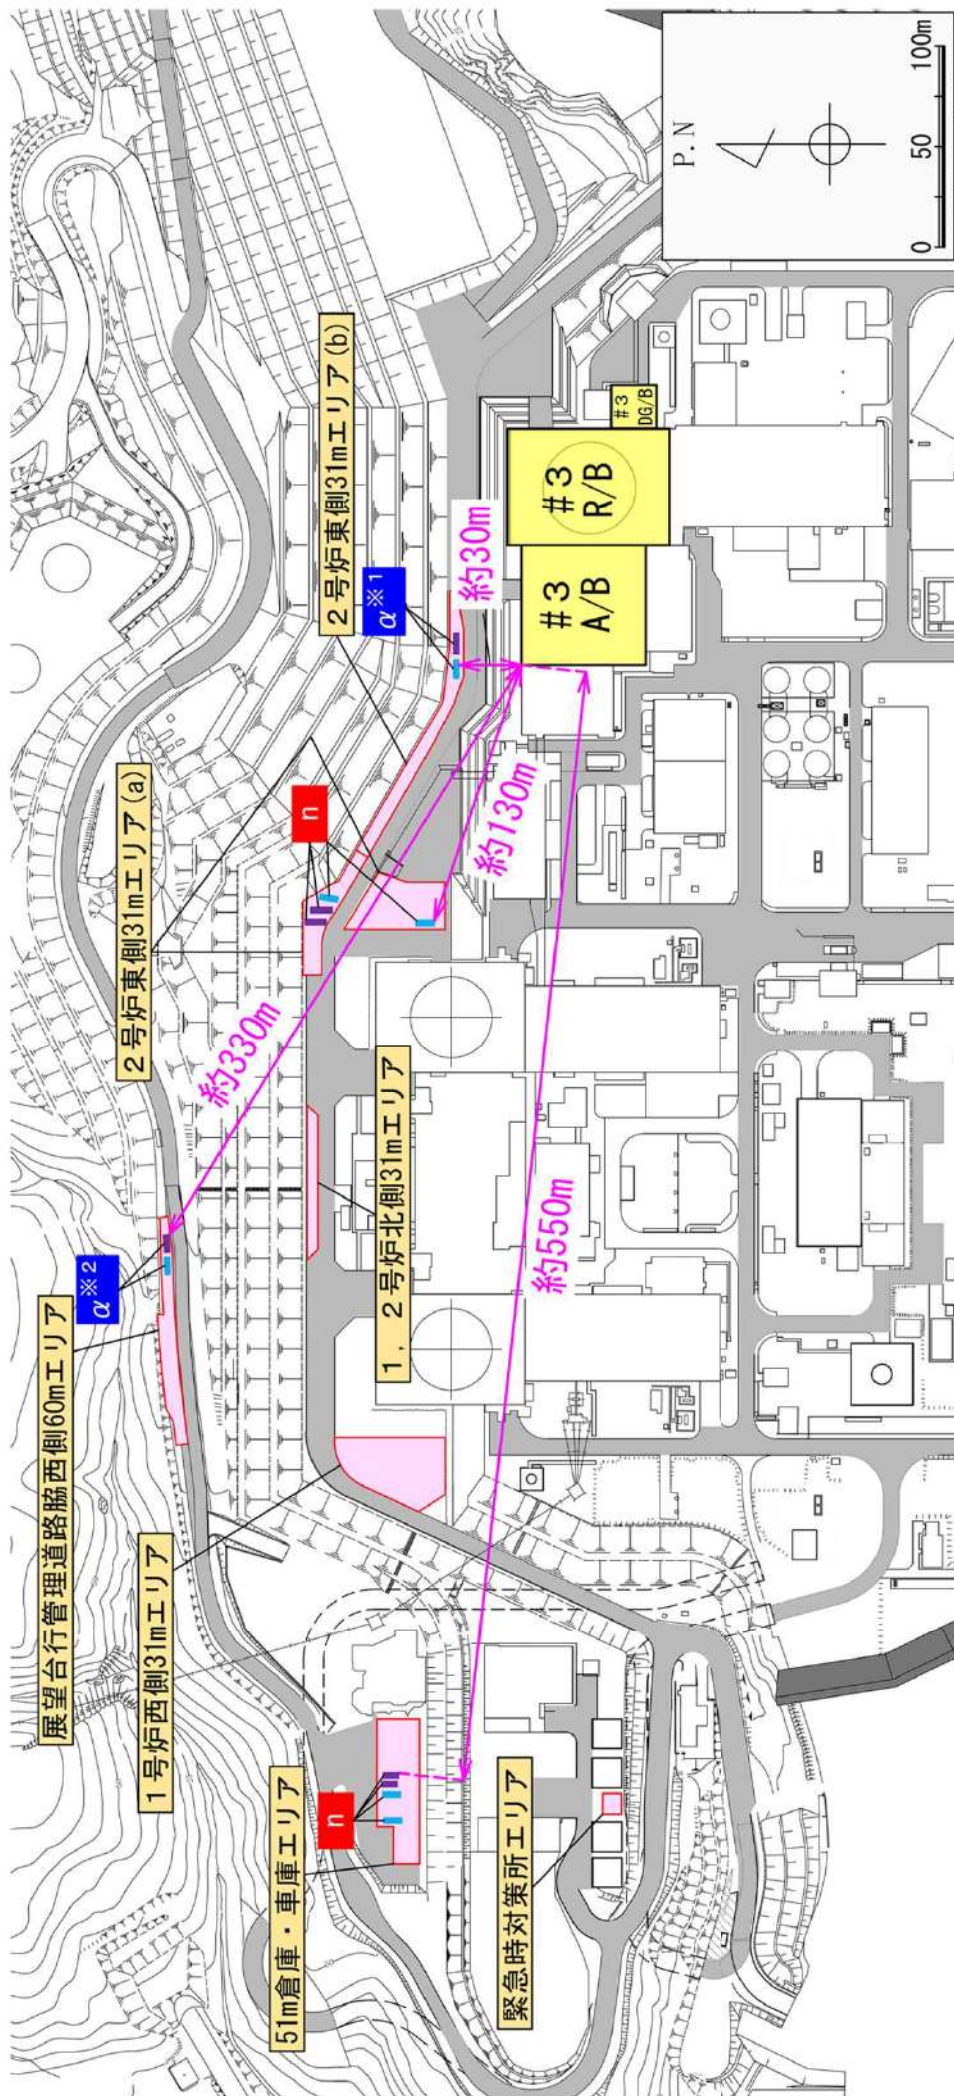 P.N
0 50 100m
展望台行管理道路脇西側60mエリア
α※2
1号炉西側31mエリア
51m倉庫・車庫エリア
n
緊急時対策所エリア
2号炉東側31mエリア(a)
n
約330m
1,2号炉北側31mエリア
2号炉東側31mエリア(b)
α※1
約30m
約130m
約550m
#3
A/B
#3
R/B
#3
DG/B